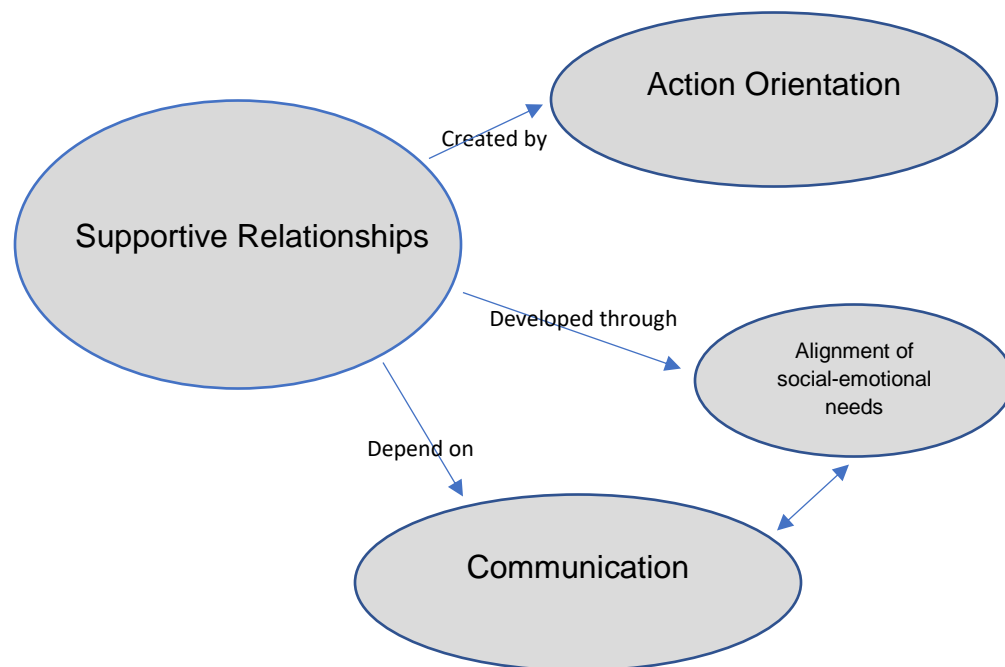 Action Orientation
Created by
Supportive Relationships
Developed through
Alignment of
social-emotional
needs
Depend on
Communication